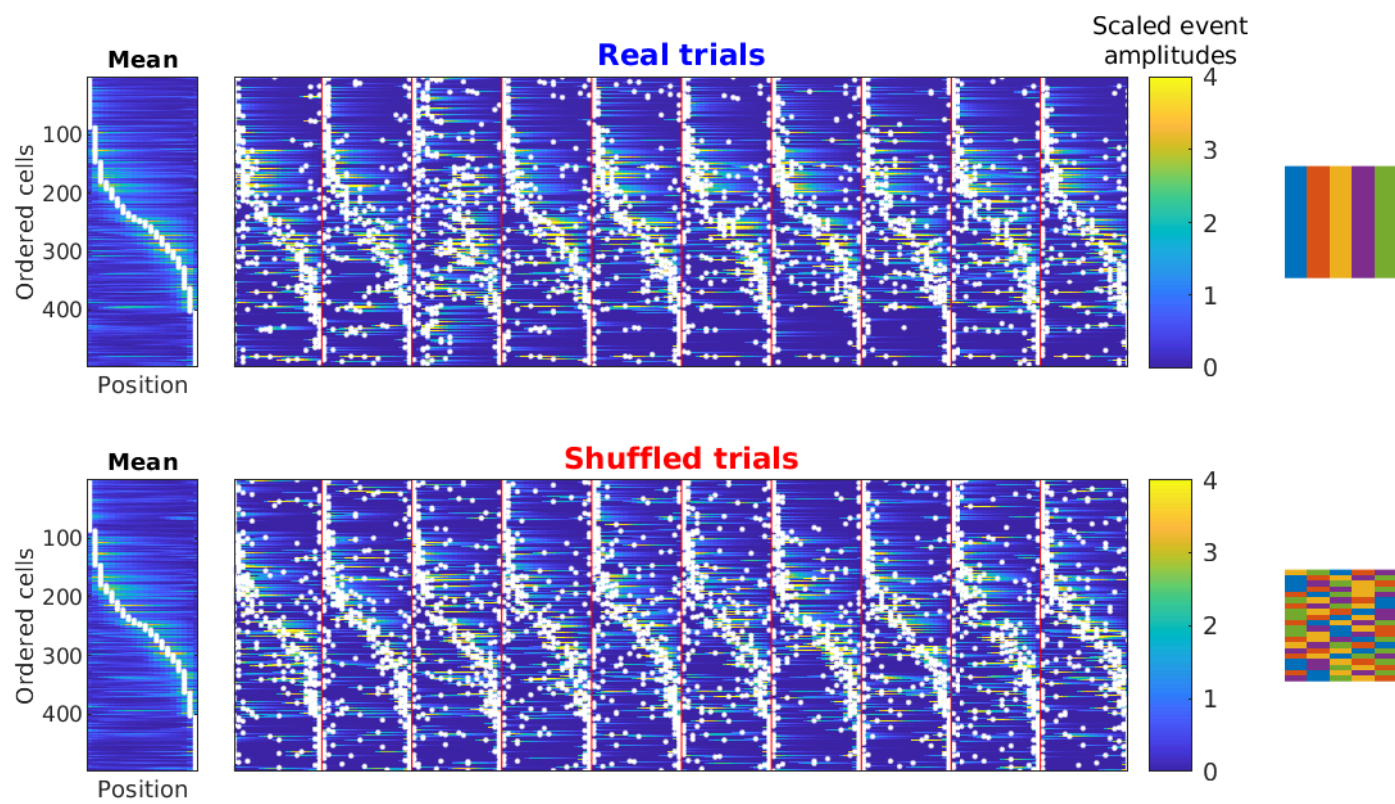 Mean
Real trials
Scaled event
amplitudes
Ordered cells
100
200
300
400
Position
4
3
2
1
0
Mean
Shuffled trials
Ordered cells
100
200
300
400
Position
4
3
2
1
0